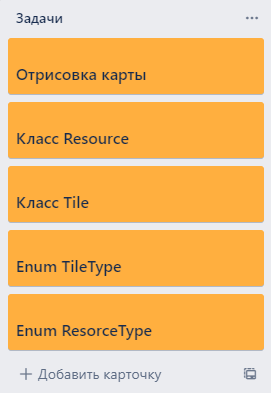 Задачи
Отрисовка карты
Класс Resource
Класс Tile
Enum TileType
Enum ResorceType
Добавить карточку